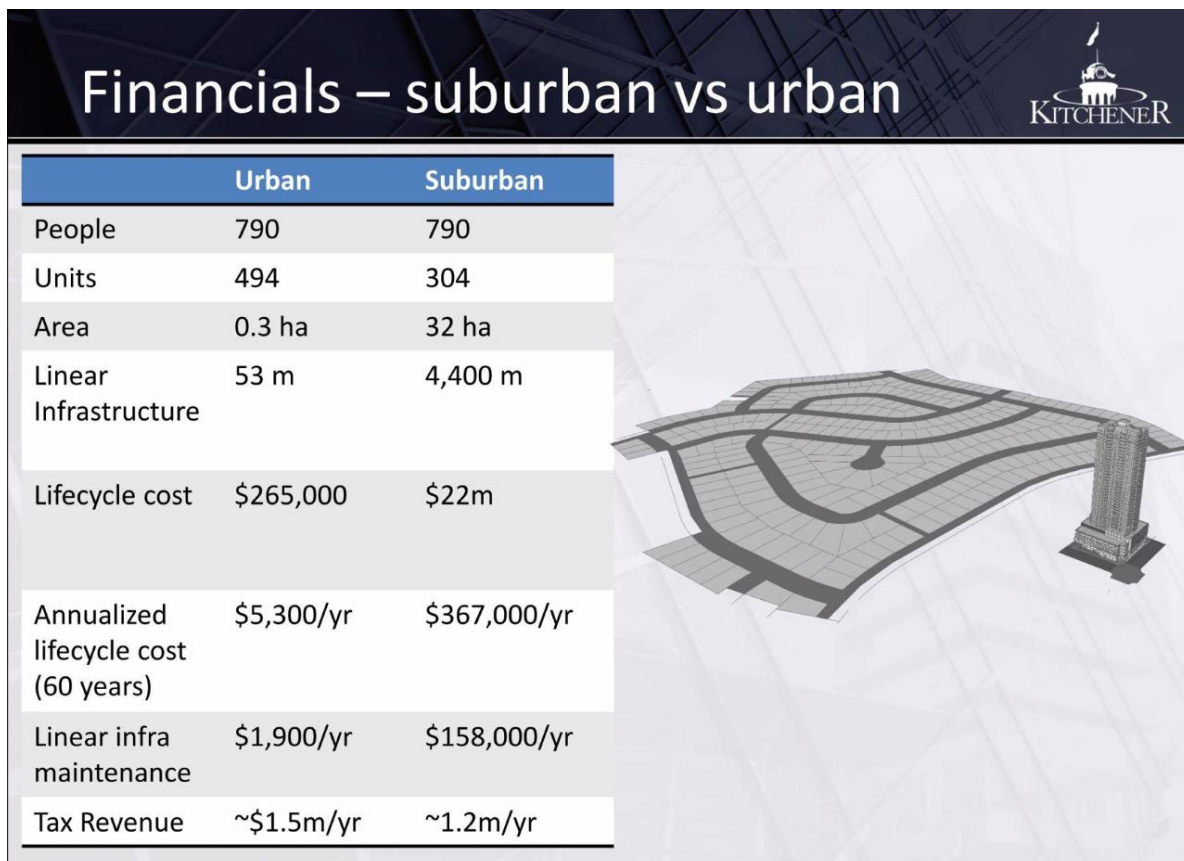 Financials – suburban vs urban
KITCHENER
Urban Suburban
People 790 790
Units 494 304
Area 0.3 ha 32 ha
Linear 53 m 4,400 m
Infrastructure
Lifecycle cost $265,000 $22m
Annualized $5,300/yr $367,000/yr
lifecycle cost
(60 years)
Linear infra $1,900/yr $158,000/yr
maintenance
Tax Revenue ~$1.5m/yr ~1.2m/yr